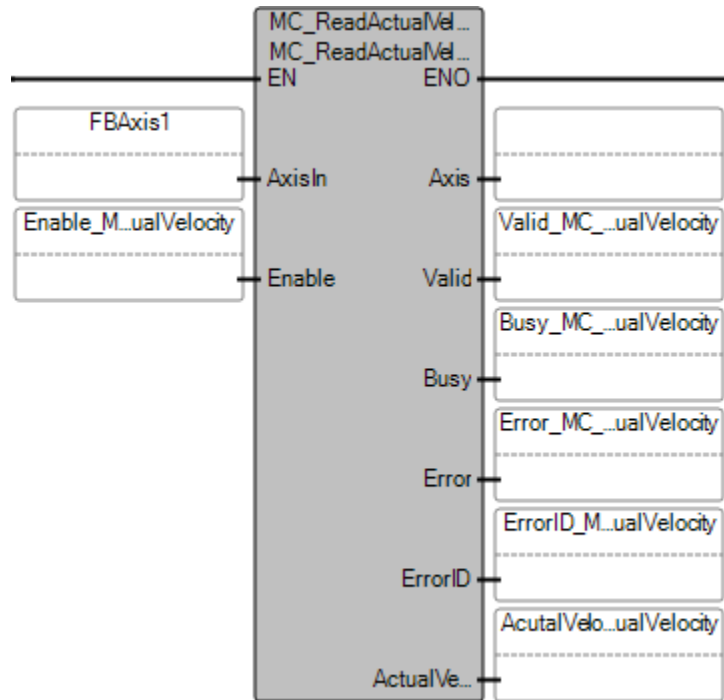 MC_ReadActualVel...
MC_ReadActualVel...
EN ENO
FBAxis1
AxisIn Axis
Enable_M...ualVelocity Valid_MC_...ualVelocity
Enable Valid
Busy_MC_...ualVelocity
Busy
Error_MC_...ualVelocity
Error
ErrorID_M...ualVelocity
ErrorID
AcutalVelo...ualVelocity
ActualVe...